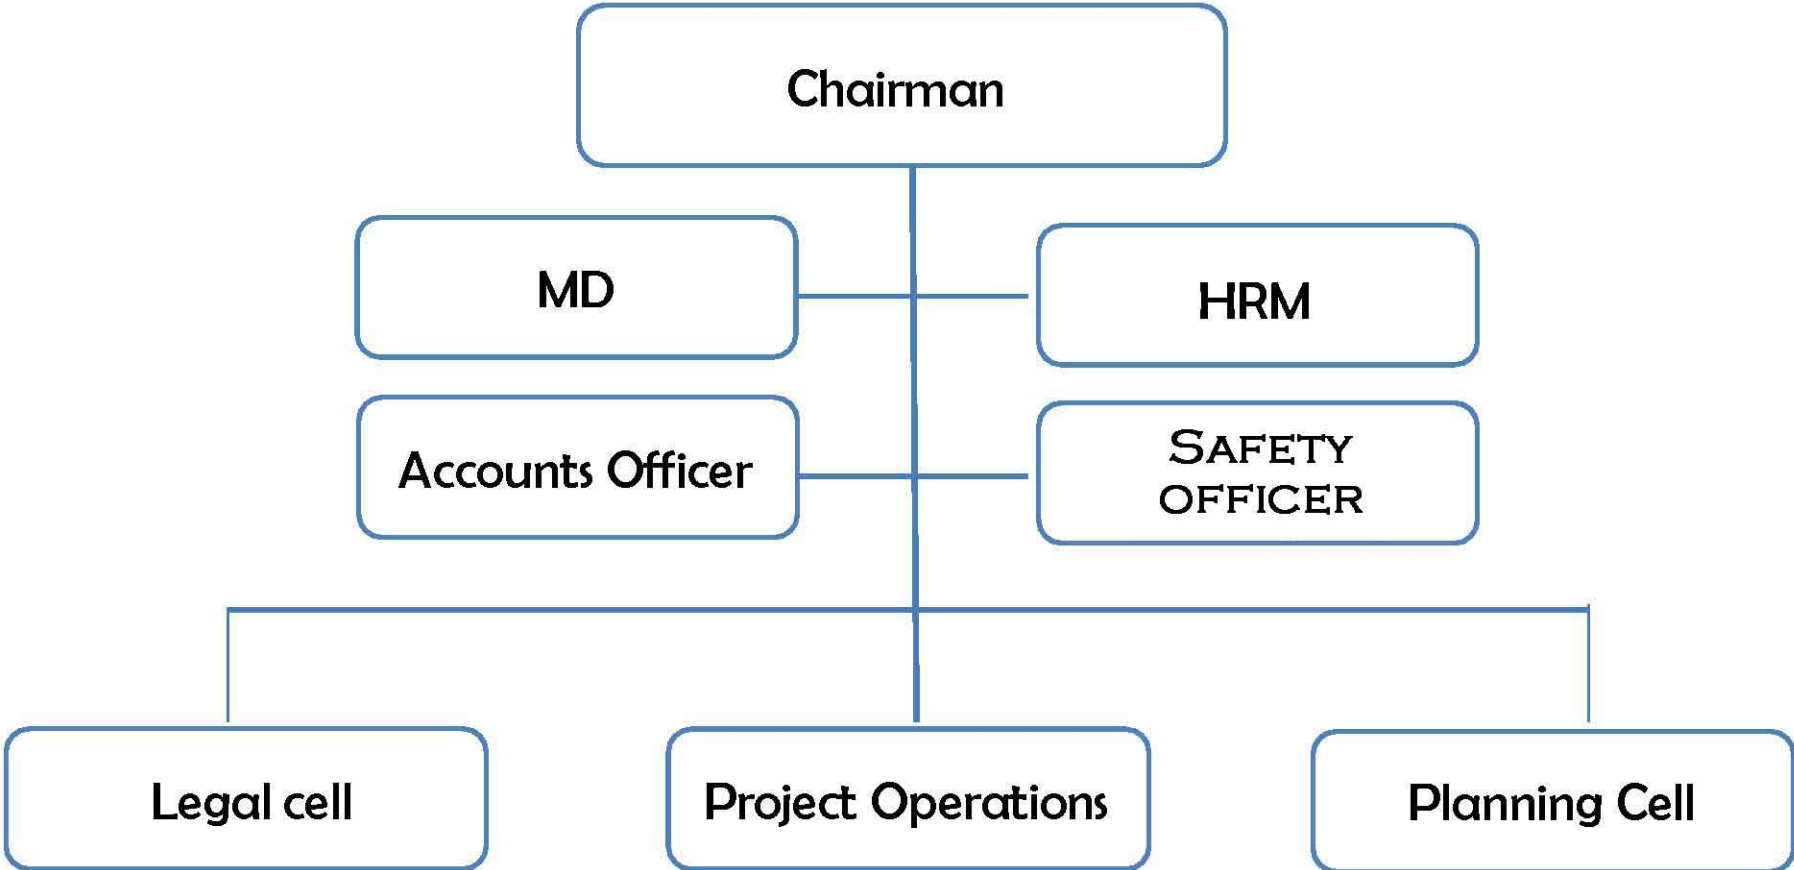 Chairman
MD
HRM
Accounts Officer
SAFETY
OFFICER
Legal cell
Project Operations
Planning Cell